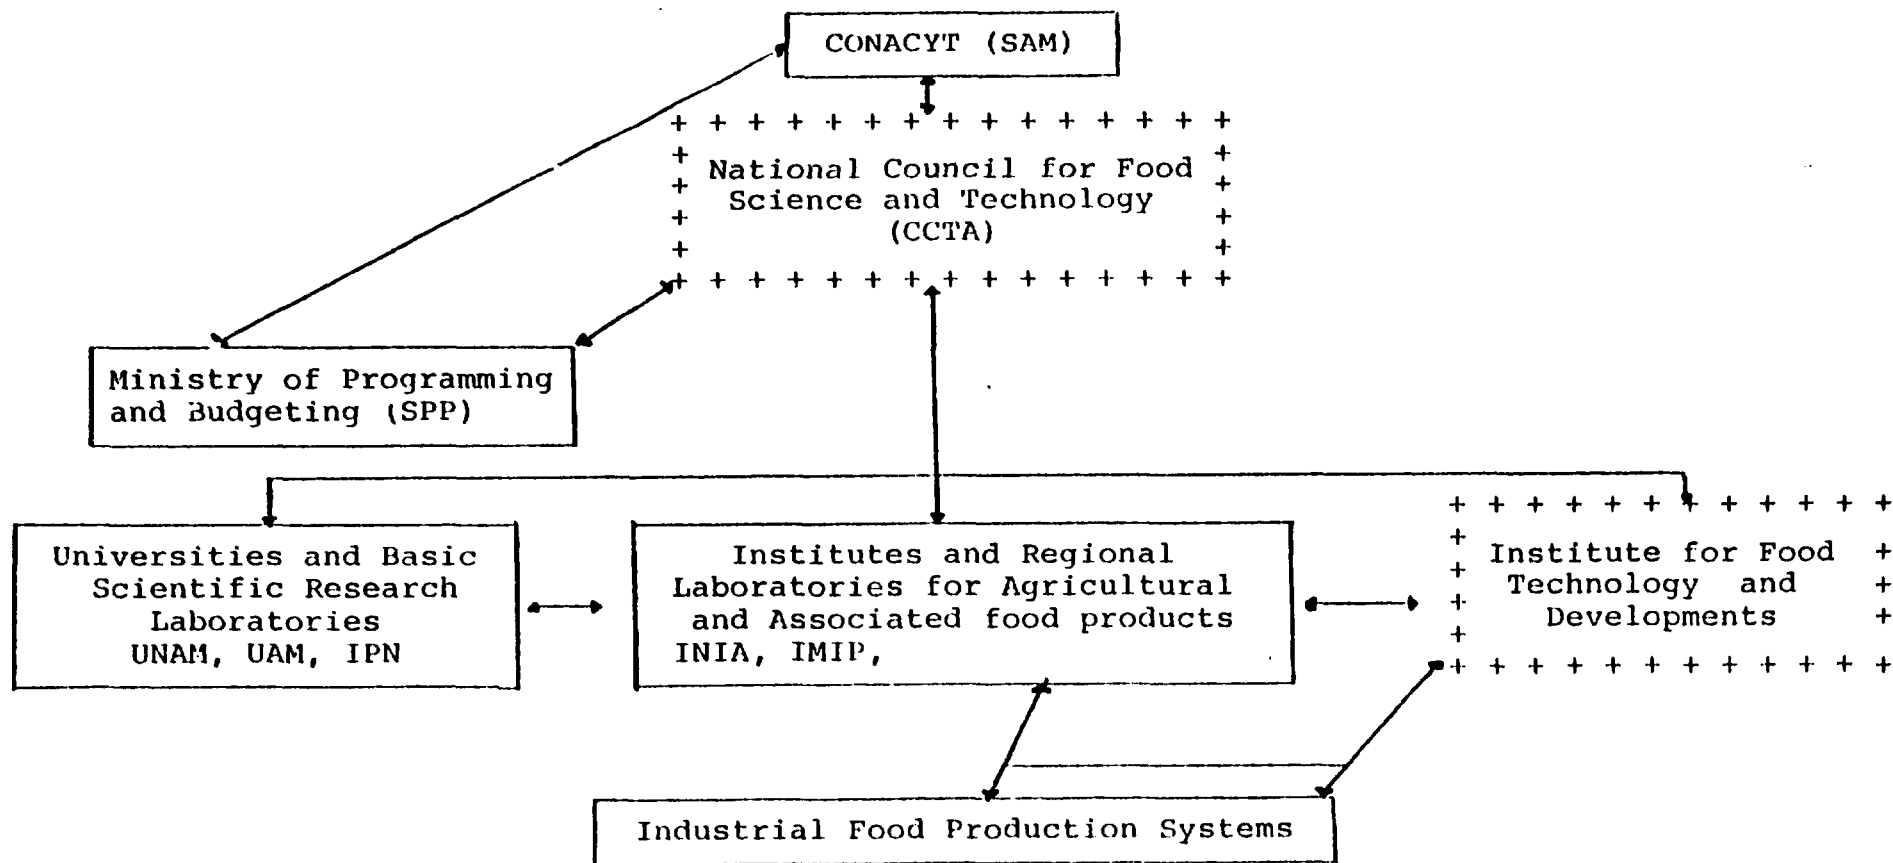 CONACYT (SAM)
National Council for Food
Science and Technology
(CCTA)
Ministry of Programming
and Budgeting (SPP)
Universities and Basic
Scientific Research
Laboratories
UNAM, UAM, IPN
Institutes and Regional
Laboratories for Agricultural
and Associated food products
INIA, IMIP,
Institute for Food
Technology and
Developments
Industrial Food Production Systems